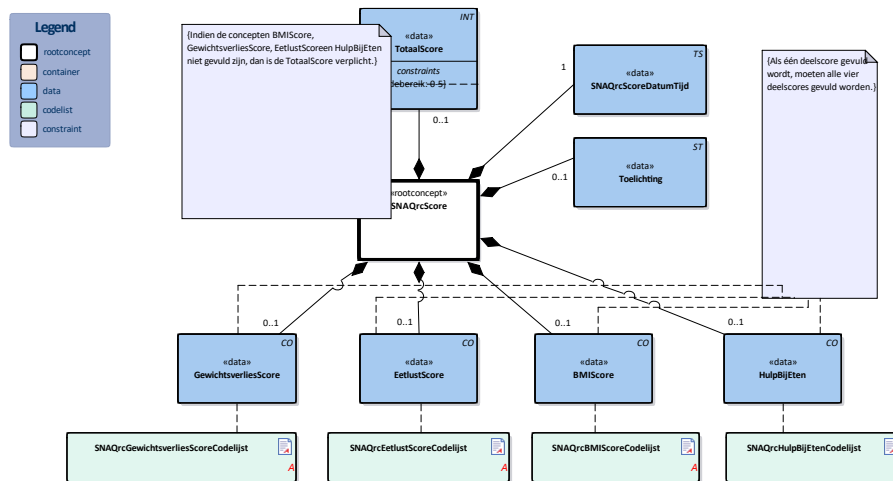 Legend
rootconcept
container
data
codelist
constraint
{Indien de concepten BMIScore,
GewichtsverliesScore, EetlustScoreen HulpBijEten
niet gevuld zijn, dan is de TotaalScore verplicht.}
INT
«data»
TotaalScore
constraints
debereik: 0-5}
0..1
TS
«data»
SNAQrcScoreDatumTijd
1
{Als één deelscore gevuld
wordt, moeten alle vier
deelscores gevuld worden.}
ST
«data»
Toelichting
0..1
«rootconcept»
SNAQrcScore
0..1
0..1
0..1
0..1
CO
«data»
GewichtsverliesScore
CO
«data»
EetlustScore
CO
«data»
BMIScore
CO
«data»
HulpBijEten
SNAQrcGewichtsverliesScoreCodelijst
A
SNAQrcEetlustScoreCodelijst
A
SNAQrcBMIScoreCodelijst
A
SNAQrcHulpBijEtenCodelijst
A